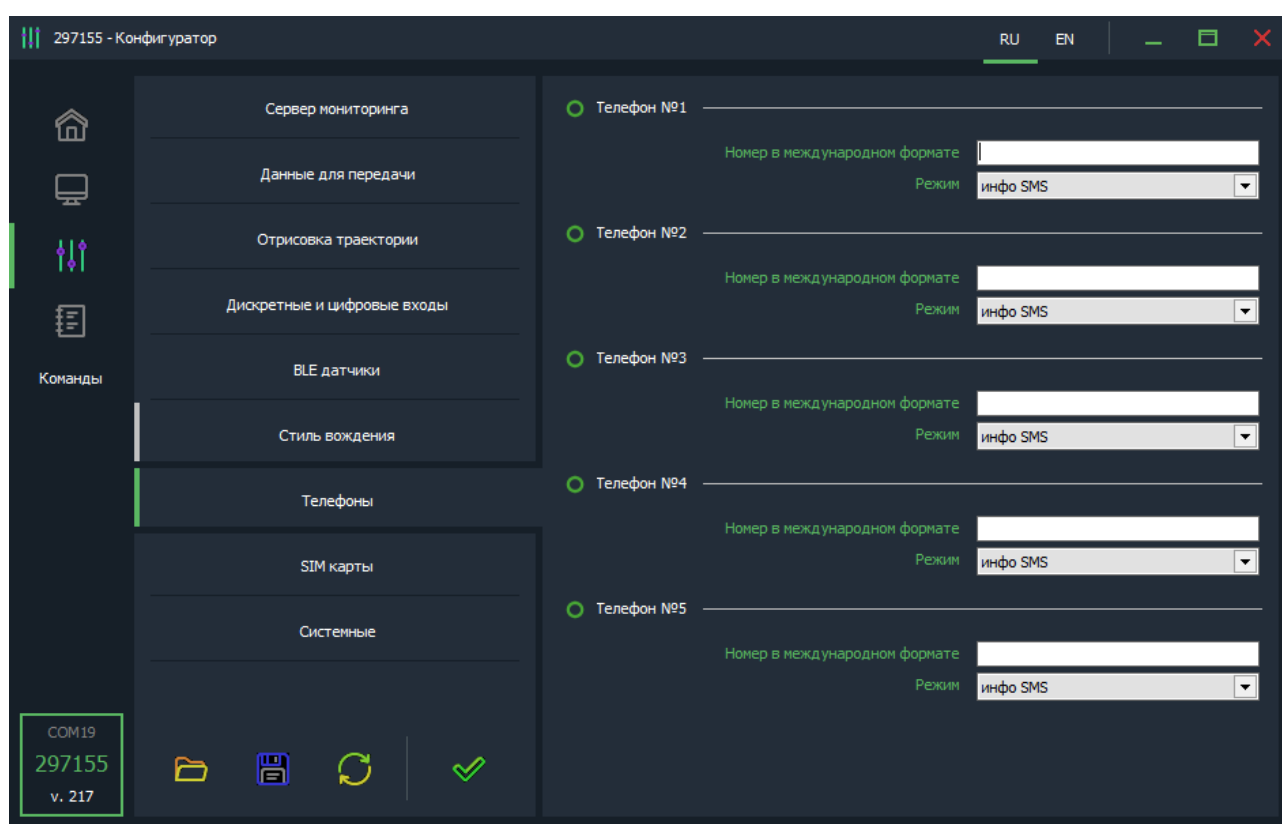 297155 - Конфигуратор
RU EN
Команды
COM19
297155
v. 217
Сервер мониторинга
Данные для передачи
Отрисовка траектории
Дискретные и цифровые входы
BLE датчики
Стиль вождения
Телефоны
SIM карты
Системные
Телефон №1
Номер в международном формате
Режим инфо SMS
Телефон №2
Номер в международном формате
Режим инфо SMS
Телефон №3
Номер в международном формате
Режим инфо SMS
Телефон №4
Номер в международном формате
Режим инфо SMS
Телефон №5
Номер в международном формате
Режим инфо SMS